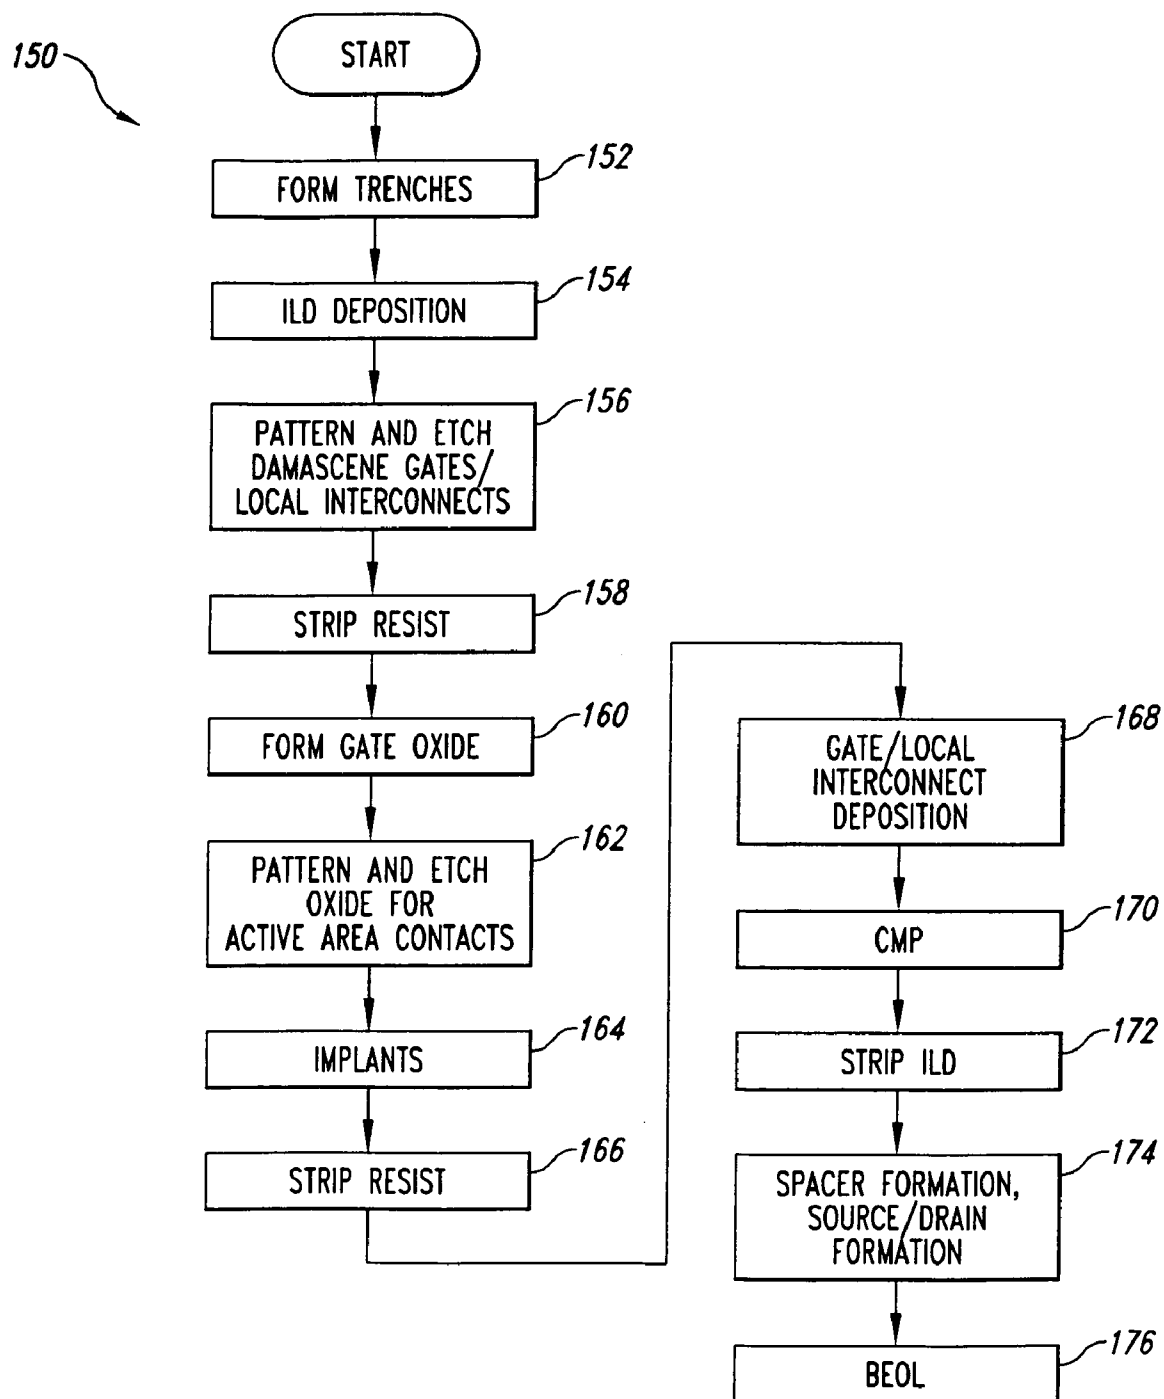 150
START
152
FORM TRENCHES
154
ILD DEPOSITION
156
PATTERN AND ETCH
DAMASCENE GATES/
LOCAL INTERCONNECTS
158
STRIP RESIST
160
FORM GATE OXIDE
162
PATTERN AND ETCH
OXIDE FOR
ACTIVE AREA CONTACTS
164
IMPLANTS
166
STRIP RESIST
168
GATE/LOCAL
INTERCONNECT
DEPOSITION
170
CMP
172
STRIP ILD
174
SPACER FORMATION,
SOURCE/DRAIN
FORMATION
176
BEOL